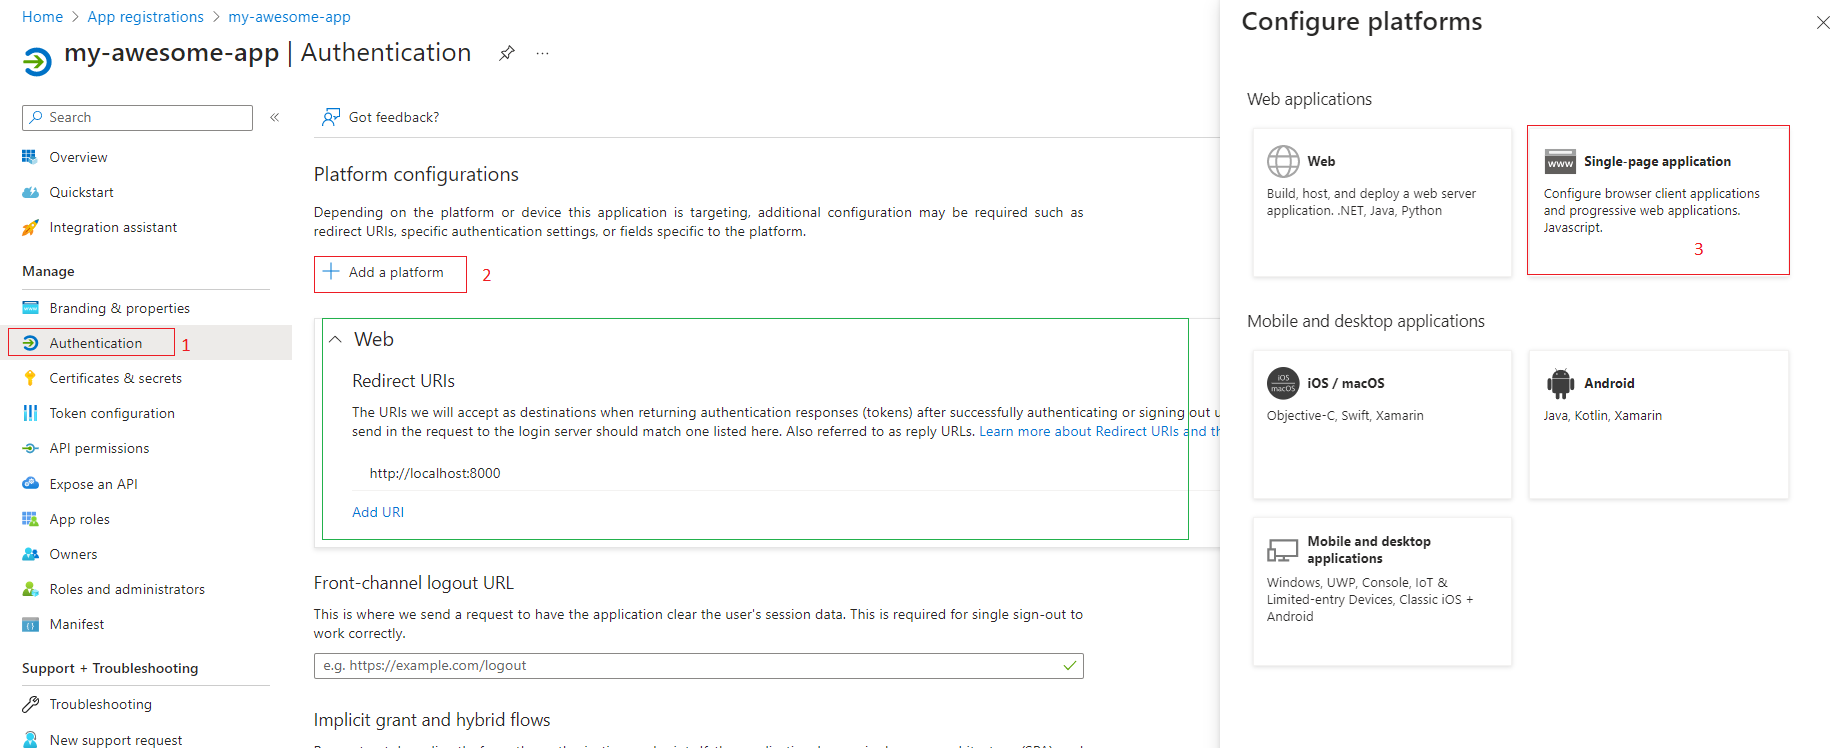 Home > App registrations > my-awesome-app
my-awesome-app | Authentication
Search
Overview
Quickstart
Integration assistant
Manage
Branding & properties
Authentication
1
Certificates & secrets
Token configuration
API permissions
Expose an API
App roles
Owners
Roles and administrators
Manifest
Support + Troubleshooting
Troubleshooting
New support request
Got feedback?
Platform configurations
Depending on the platform or device this application is targeting, additional configuration may be required such as
redirect URIs, specific authentication settings, or fields specific to the platform.
Add a platform
2
Web
Redirect URIs
The URIs we will accept as destinations when returning authentication responses (tokens) after successfully authenticating or signing out u
send in the request to the login server should match one listed here. Also referred to as reply URLs. Learn more about Redirect URIs and th
http://localhost:8000
Add URI
Front-channel logout URL
This is where we send a request to have the application clear the user's session data. This is required for single sign-out to
work correctly.
e.g. https://example.com/logout
Implicit grant and hybrid flows
Configure platforms
Web applications
Web
Build, host, and deploy a web server
application. .NET, Java, Python
www
Single-page application
Configure browser client applications
and progressive web applications.
Javascript.
3
Mobile and desktop applications
iOS
macOS
iOS / macOS
Objective-C, Swift, Xamarin
Android
Java, Kotlin, Xamarin
Mobile and desktop
applications
Windows, UWP, Console, IoT &
Limited-entry Devices, Classic iOS +
Android